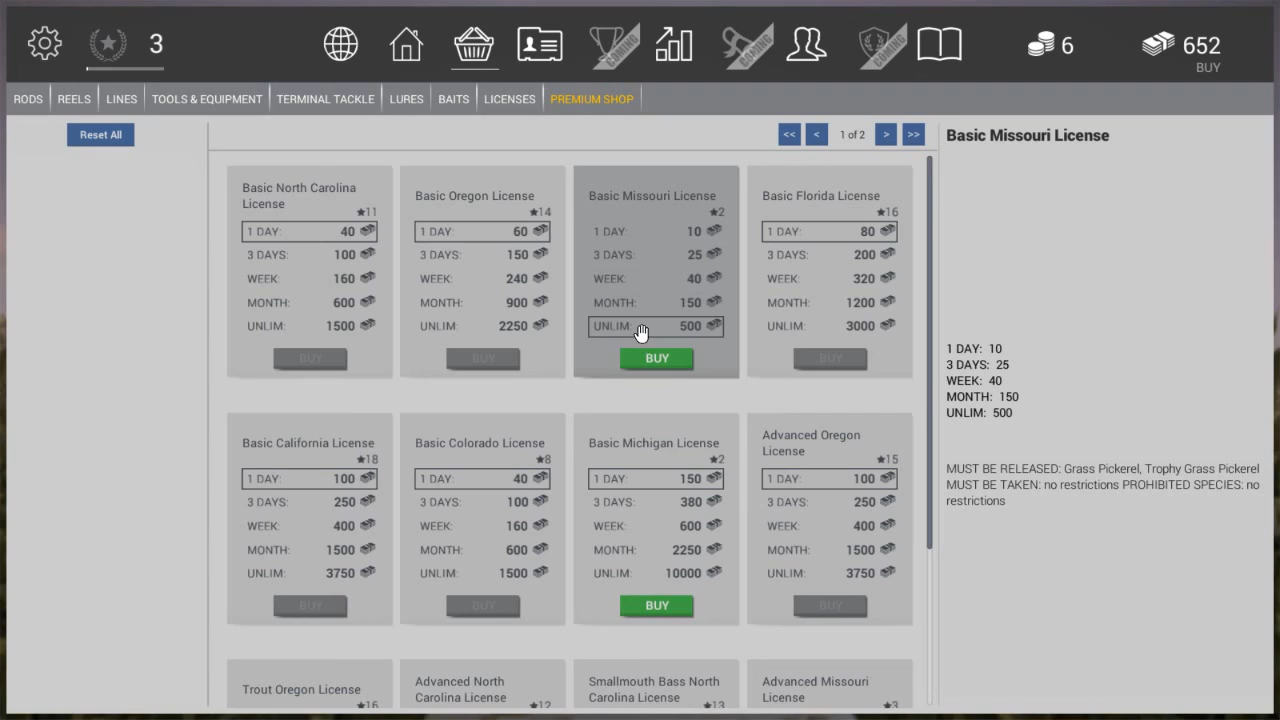 3
COMING
COMING
COMING
6
652
BUY
RODS
REELS
LINES
TOOLS & EQUIPMENT
TERMINAL TACKLE
LURES
BAITS
LICENSES
PREMIUM SHOP
Reset All
<<
<
1 of 2
>
>>
Basic North Carolina
License
★11
1 DAY: 40
3 DAYS: 100
WEEK: 160
MONTH: 600
UNLIM: 1500
BUY
Basic Oregon License
★14
1 DAY: 60
3 DAYS: 150
WEEK: 240
MONTH: 900
UNLIM: 2250
BUY
Basic Missouri License
★2
1 DAY: 10
3 DAYS: 25
WEEK: 40
MONTH: 150
UNLIM 500
BUY
Basic Florida License
★16
1 DAY: 80
3 DAYS: 200
WEEK: 320
MONTH: 1200
UNLIM: 3000
BUY
Basic California License
★18
1 DAY: 100
3 DAYS: 250
WEEK: 400
MONTH: 1500
UNLIM: 3750
BUY
Basic Colorado License
★8
1 DAY: 40
3 DAYS: 100
WEEK: 160
MONTH: 600
UNLIM: 1500
BUY
Basic Michigan License
★2
1 DAY: 150
3 DAYS: 380
WEEK: 600
MONTH: 2250
UNLIM: 10000
BUY
Advanced Oregon
License
★15
1 DAY: 100
3 DAYS: 250
WEEK: 400
MONTH: 1500
UNLIM: 3750
BUY
Trout Oregon License
★16
Advanced North
Carolina License
★12
Smallmouth Bass North
Carolina License
★13
Advanced Missouri
License
★3
Basic Missouri License
1 DAY: 10
3 DAYS: 25
WEEK: 40
MONTH: 150
UNLIM: 500
MUST BE RELEASED: Grass Pickerel, Trophy Grass Pickerel
MUST BE TAKEN: no restrictions PROHIBITED SPECIES: no
restrictions